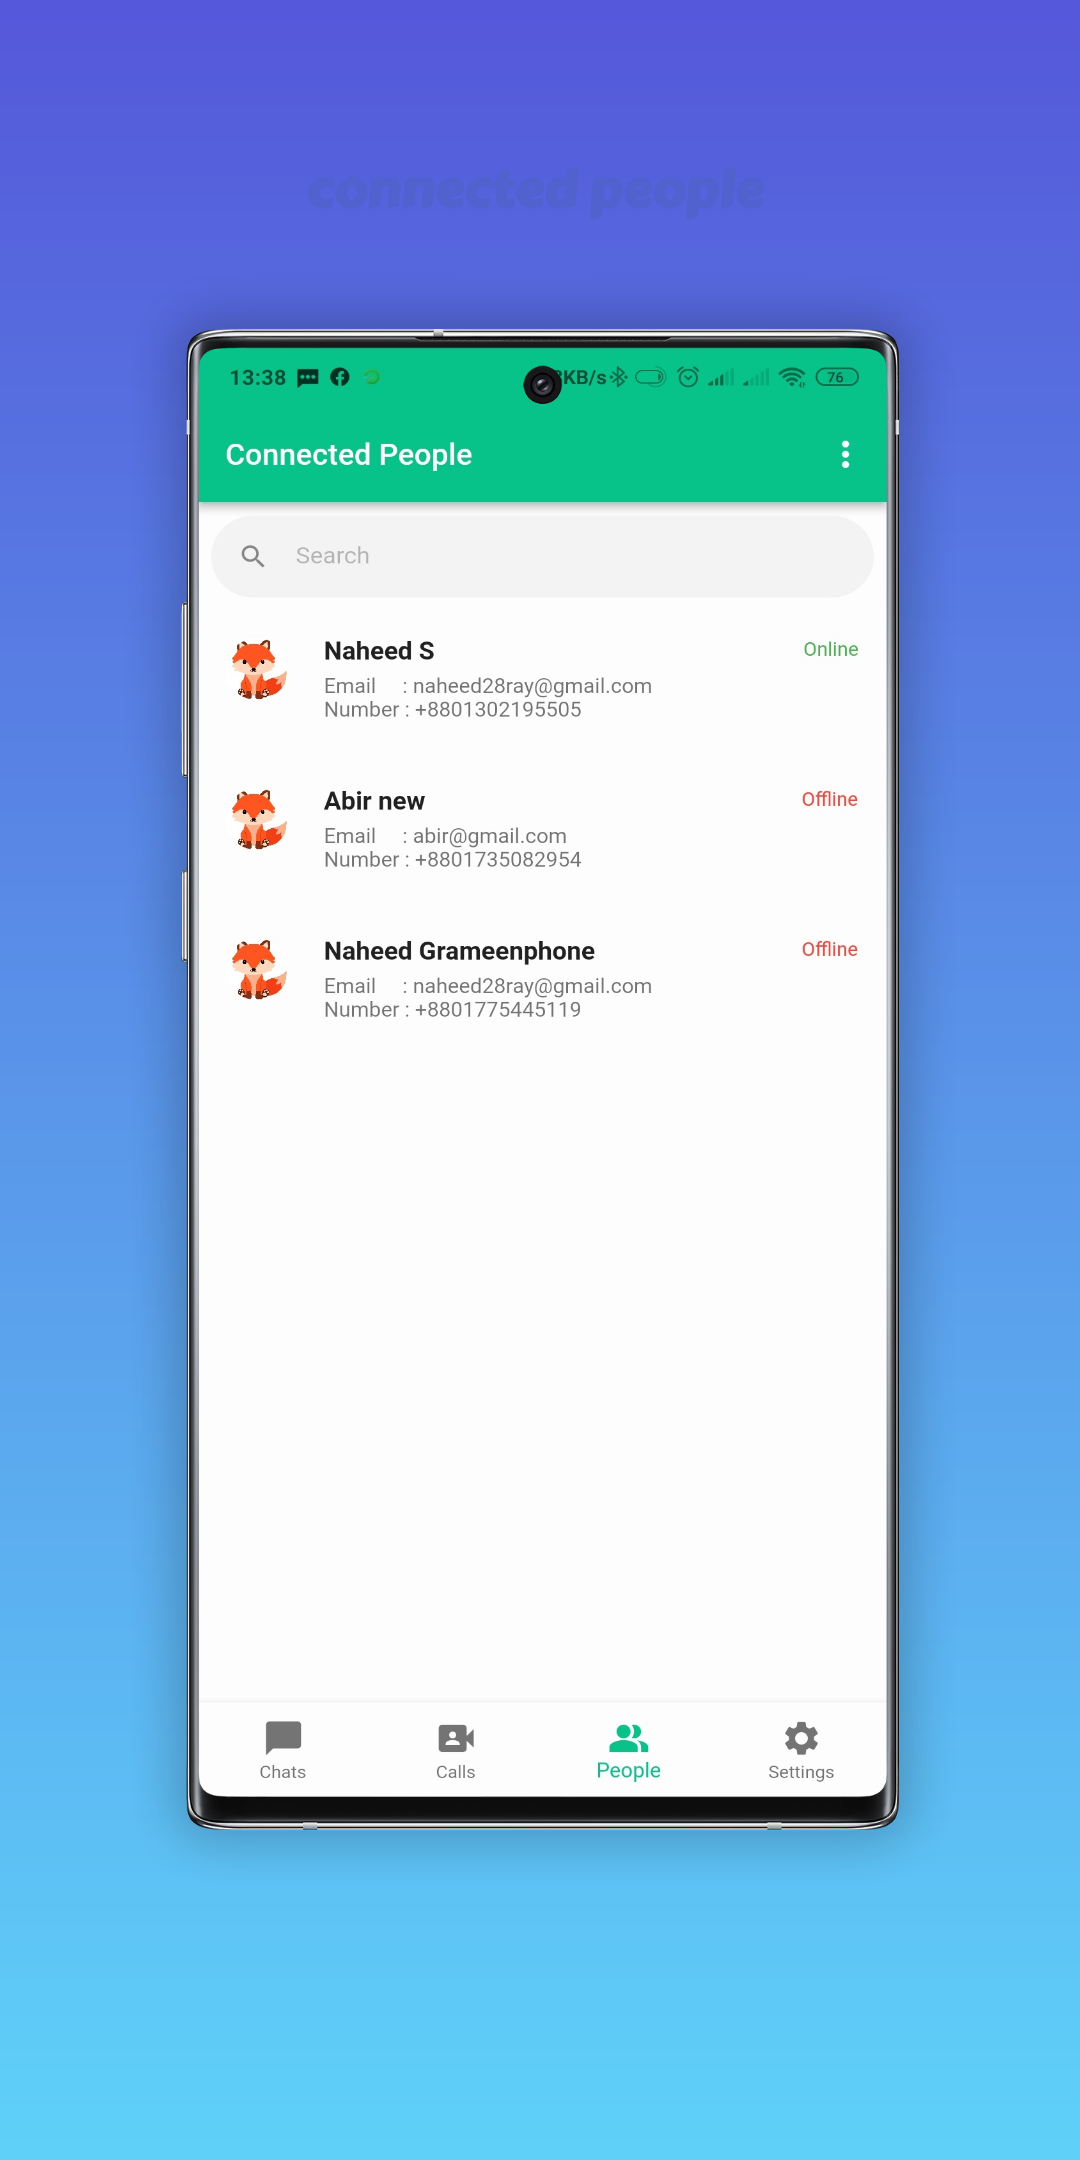 connected people
13:38
KB/s
76
Connected People
Search
Naheed S
Online
Email : naheed28ray@gmail.com
Number : +8801302195505
Abir new
Offline
Email : abir@gmail.com
Number : +8801735082954
Naheed Grameenphone
Offline
Email : naheed28ray@gmail.com
Number : +8801775445119
Chats
Calls
People
Settings